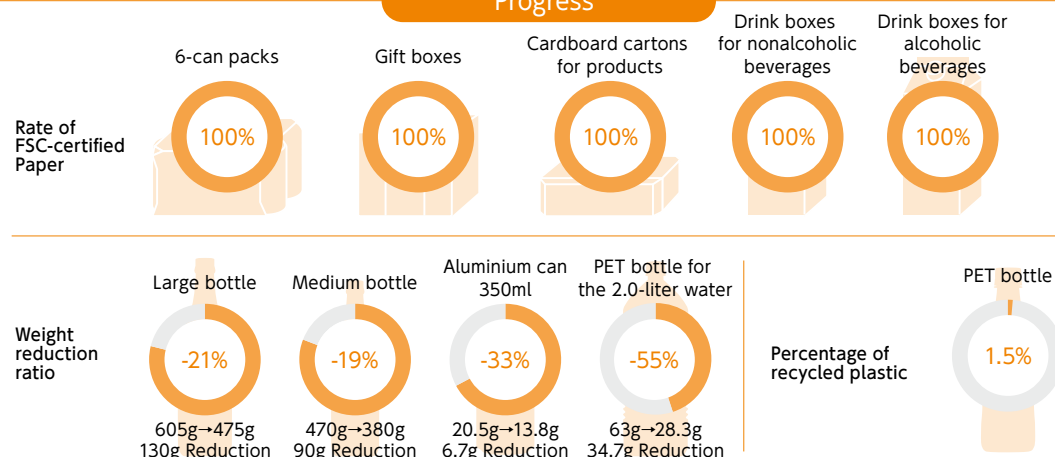 Progress
6-can packs
Gift boxes
Cardboard cartons
for products
Drink boxes
for nonalcoholic
beverages
Drink boxes for
alcoholic
beverages
Rate of
FSC-certified
Paper
100%
100%
100%
100%
100%
Large bottle
Medium bottle
Aluminium can
350ml
PET bottle for
the 2.0-liter water
PET bottle
Weight
reduction
ratio
-21%
-19%
-33%
-55%
Percentage of
recycled plastic
1.5%
605g→475g
130g Reduction
470g→380g
90g Reduction
20.5g→13.8g
6.7g Reduction
63g→28.3g
34.7g Reduction